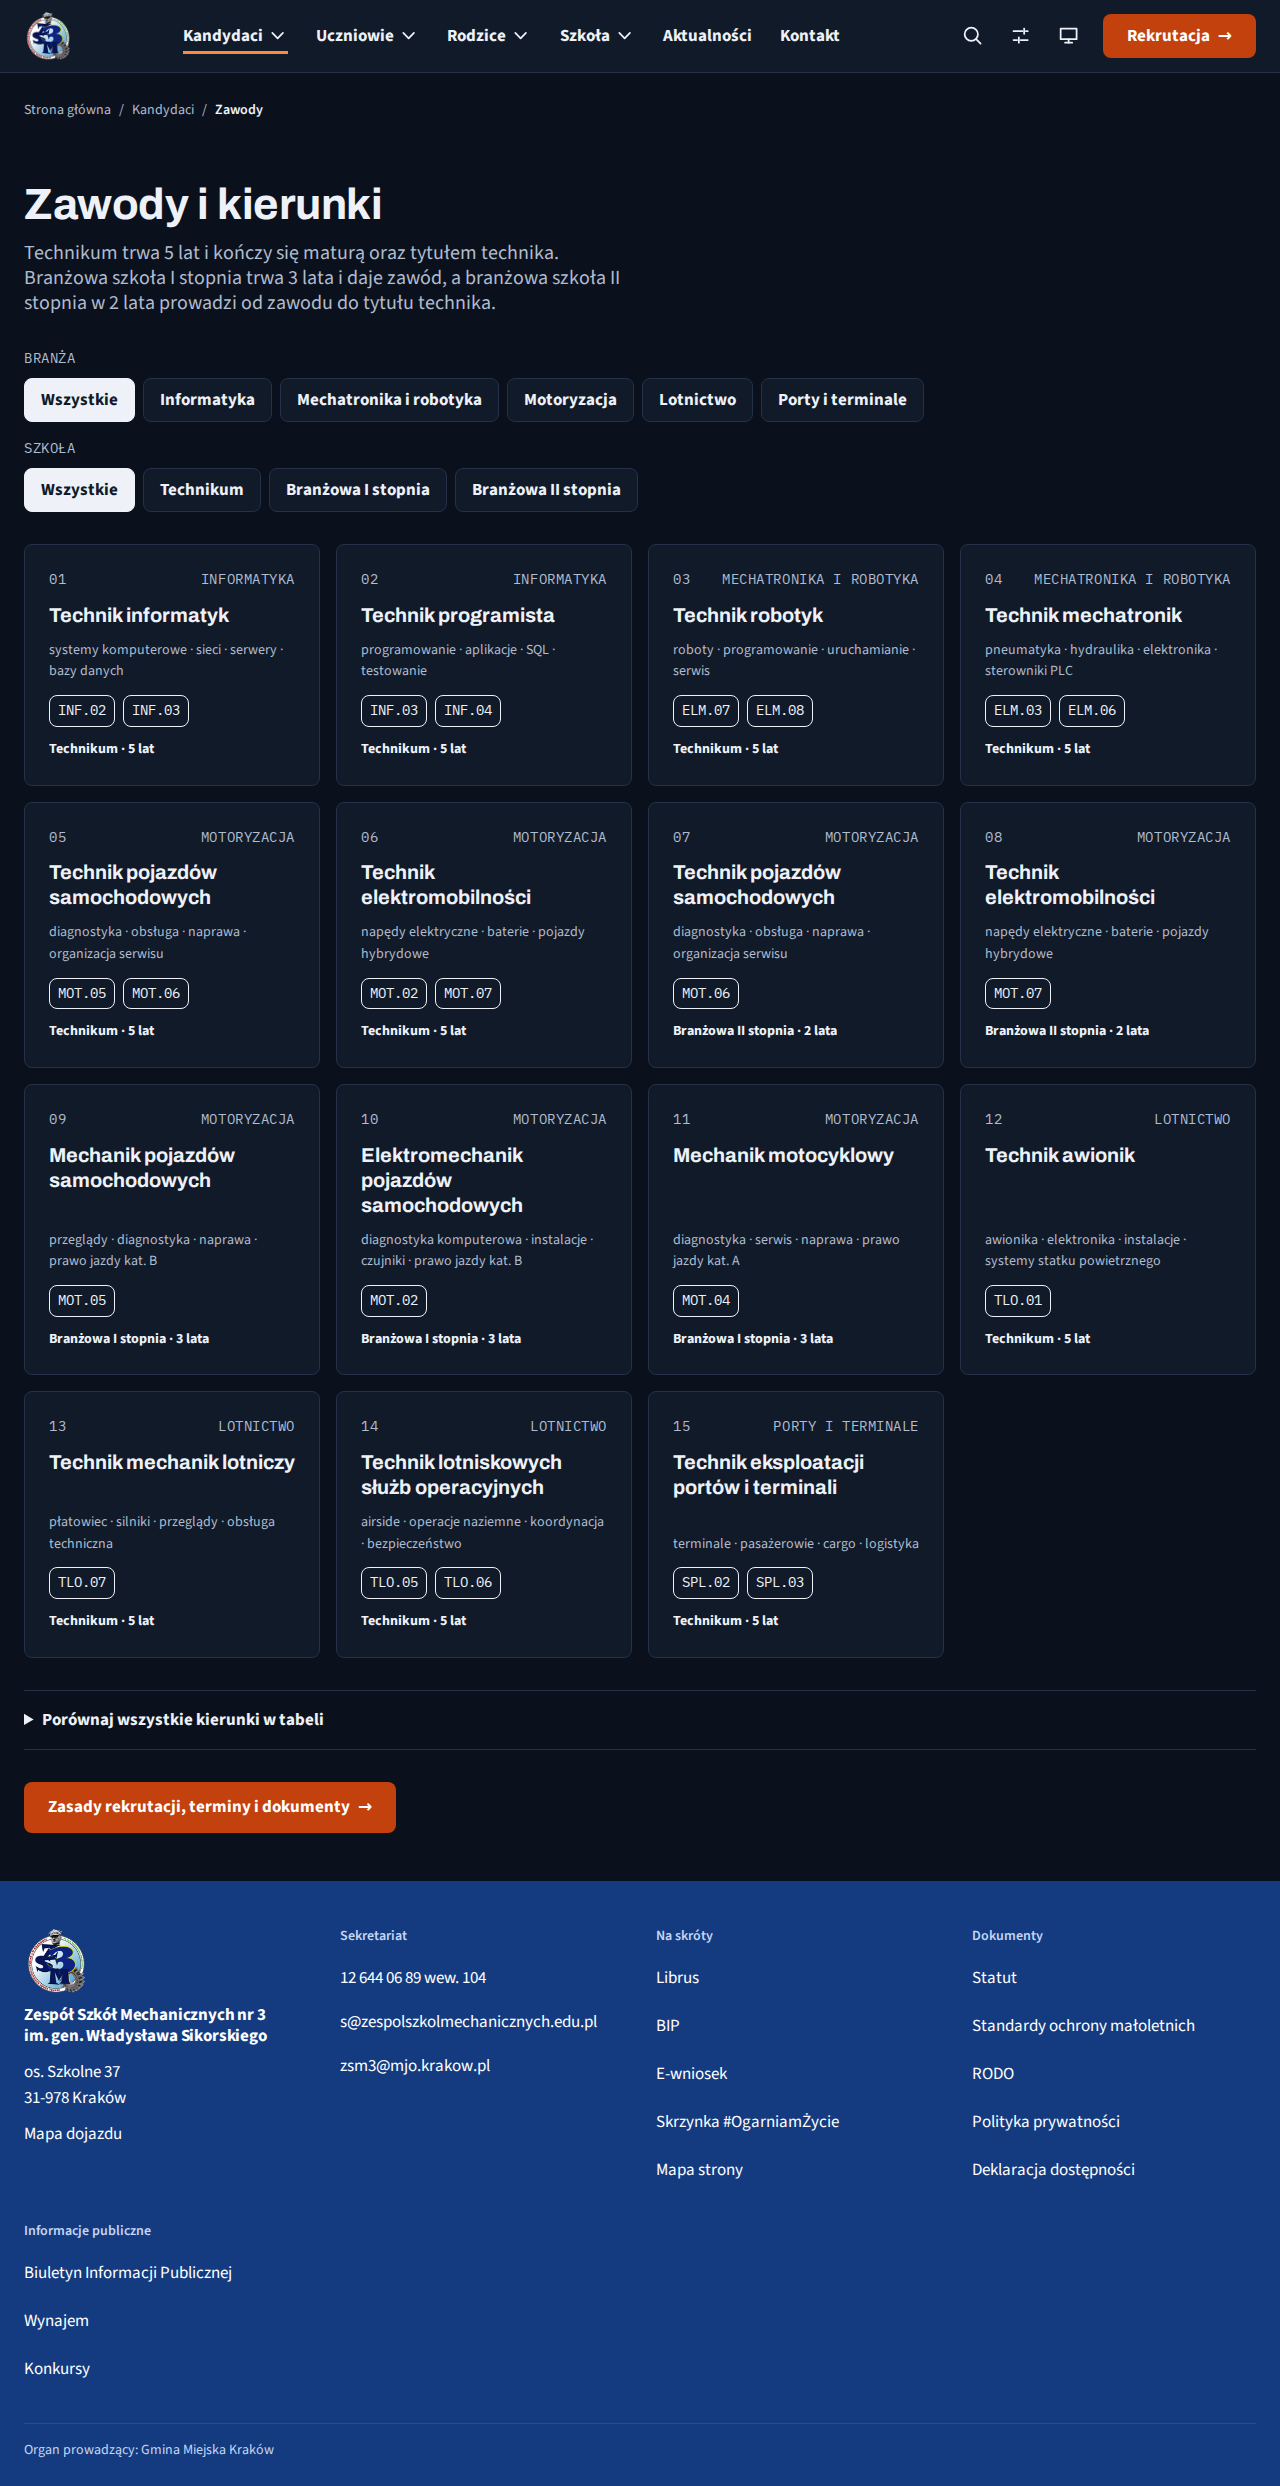 Kandydaci
Uczniowie
Rodzice
Szkoła
Aktualności
Kontakt
Rekrutacja →
Strona główna / Kandydaci / Zawody
Zawody i kierunki
Technikum trwa 5 lat i kończy się maturą oraz tytułem technika.
Branżowa szkoła I stopnia trwa 3 lata i daje zawód, a branżowa szkoła II
stopnia w 2 lata prowadzi od zawodu do tytułu technika.
BRANŻA
Wszystkie
Informatyka
Mechatronika i robotyka
Motoryzacja
Lotnictwo
Porty i terminale
SZKOŁA
Wszystkie
Technikum
Branżowa I stopnia
Branżowa II stopnia
01 INFORMATYKA
Technik informatyk
systemy komputerowe · sieci · serwery ·
bazy danych
INF.02 INF.03
Technikum · 5 lat
02 INFORMATYKA
Technik programista
programowanie · aplikacje · SQL ·
testowanie
INF.03 INF.04
Technikum · 5 lat
03 MECHATRONIKA I ROBOTYKA
Technik robotyk
roboty · programowanie · uruchamianie ·
serwis
ELM.07 ELM.08
Technikum · 5 lat
04 MECHATRONIKA I ROBOTYKA
Technik mechatronik
pneumatyka · hydraulika · elektronika ·
sterowniki PLC
ELM.03 ELM.06
Technikum · 5 lat
05 MOTORYZACJA
Technik pojazdów
samochodowych
diagnostyka · obsługa · naprawa ·
organizacja serwisu
MOT.05 MOT.06
Technikum · 5 lat
06 MOTORYZACJA
Technik
elektromobilności
napędy elektryczne · baterie · pojazdy
hybrydowe
MOT.02 MOT.07
Technikum · 5 lat
07 MOTORYZACJA
Technik pojazdów
samochodowych
diagnostyka · obsługa · naprawa ·
organizacja serwisu
MOT.06
Branżowa II stopnia · 2 lata
08 MOTORYZACJA
Technik
elektromobilności
napędy elektryczne · baterie · pojazdy
hybrydowe
MOT.07
Branżowa II stopnia · 2 lata
09 MOTORYZACJA
Mechanik pojazdów
samochodowych
przeglądy · diagnostyka · naprawa ·
prawo jazdy kat. B
MOT.05
Branżowa I stopnia · 3 lata
10 MOTORYZACJA
Elektromechanik
pojazdów
samochodowych
diagnostyka komputerowa · instalacje ·
czujniki · prawo jazdy kat. B
MOT.02
Branżowa I stopnia · 3 lata
11 MOTORYZACJA
Mechanik motocyklowy
diagnostyka · serwis · naprawa · prawo
jazdy kat. A
MOT.04
Branżowa I stopnia · 3 lata
12 LOTNICTWO
Technik awionik
awionika · elektronika · instalacje ·
systemy statku powietrznego
TLO.01
Technikum · 5 lat
13 LOTNICTWO
Technik mechanik lotniczy
płatowiec · silniki · przeglądy · obsługa
techniczna
TLO.07
Technikum · 5 lat
14 LOTNICTWO
Technik lotniskowych
służb operacyjnych
airside · operacje naziemne · koordynacja
· bezpieczeństwo
TLO.05 TLO.06
Technikum · 5 lat
15 PORTY I TERMINALE
Technik eksploatacji
portów i terminali
terminale · pasażerowie · cargo · logistyka
SPL.02 SPL.03
Technikum · 5 lat
Porównaj wszystkie kierunki w tabeli
Zasady rekrutacji, terminy i dokumenty →
Zespół Szkół Mechanicznych nr 3
im. gen. Władysława Sikorskiego
os. Szkolne 37
31-978 Kraków
Mapa dojazdu
Sekretariat
12 644 06 89 wew. 104
s@zespolszkolmechanicznych.edu.pl
zsm3@mjo.krakow.pl
Na skróty
Librus
BIP
E-wniosek
Skrzynka #OgarniamŻycie
Mapa strony
Dokumenty
Statut
Standardy ochrony małoletnich
RODO
Polityka prywatności
Deklaracja dostępności
Informacje publiczne
Biuletyn Informacji Publicznej
Wynajem
Konkursy
Organ prowadzący: Gmina Miejska Kraków